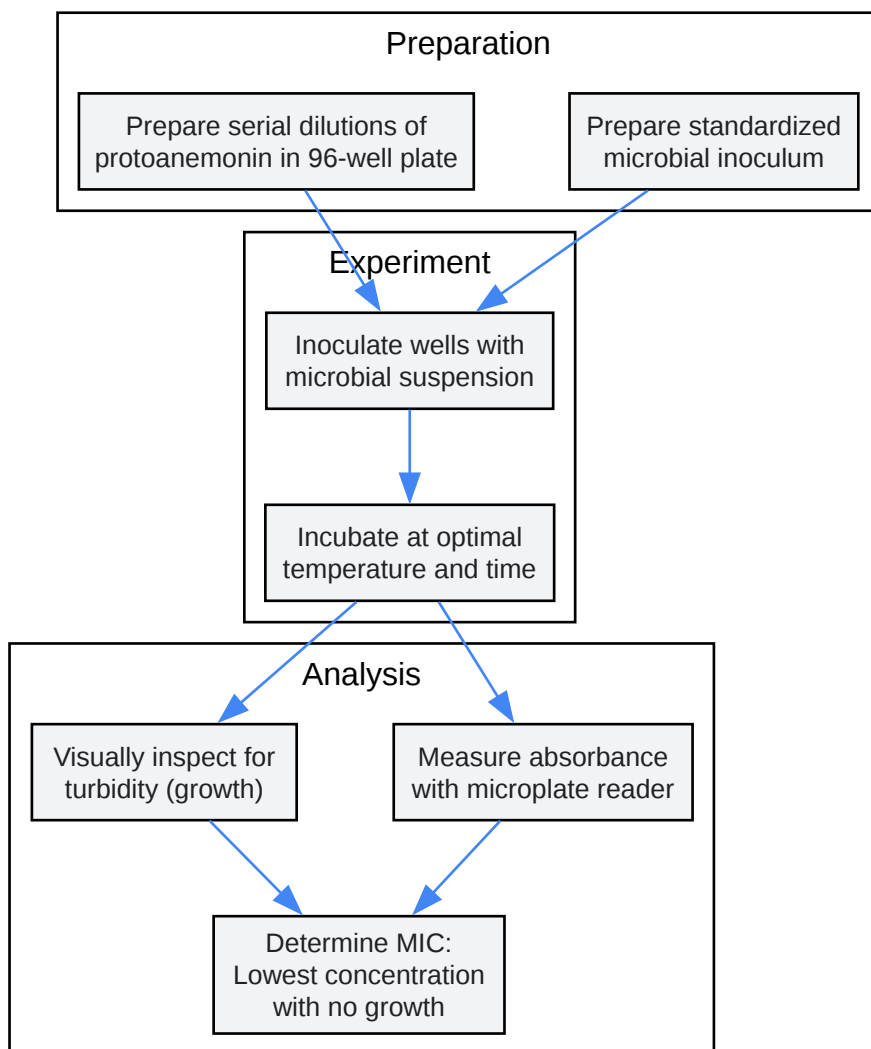 Preparation
Prepare serial dilutions of
protoanemonin in 96-well plate
Prepare standardized
microbial inoculum
Experiment
Inoculate wells with
microbial suspension
Incubate at optimal
temperature and time
Analysis
Visually inspect for
turbidity (growth)
Measure absorbance
with microplate reader
Determine MIC:
Lowest concentration
with no growth